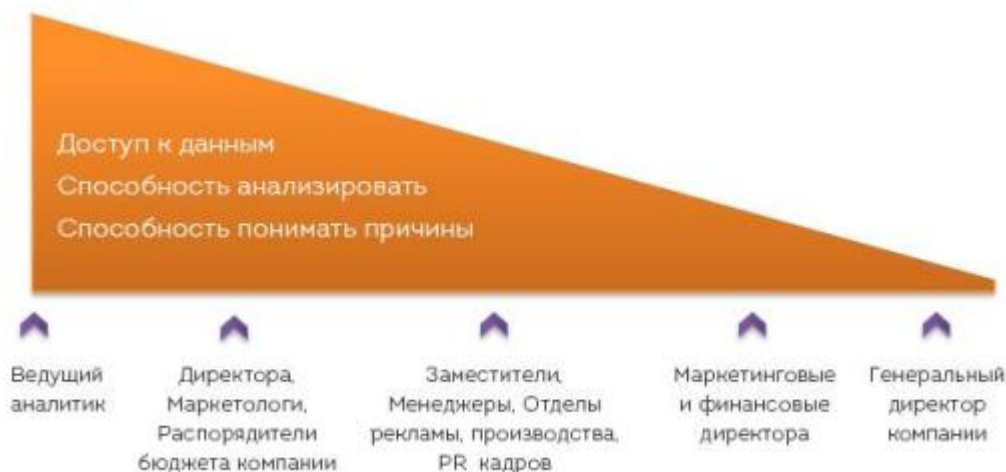 Доступ к данным
Способность анализировать
Способность понимать причины
Ведущий
аналитик
Директора,
Маркетологи,
Распорядители
бюджета компании
Заместители,
Менеджеры, Отделы
рекламы, производства,
PR кадров
Маркетинговые
и финансовые
директора
Генеральный
директор
компании